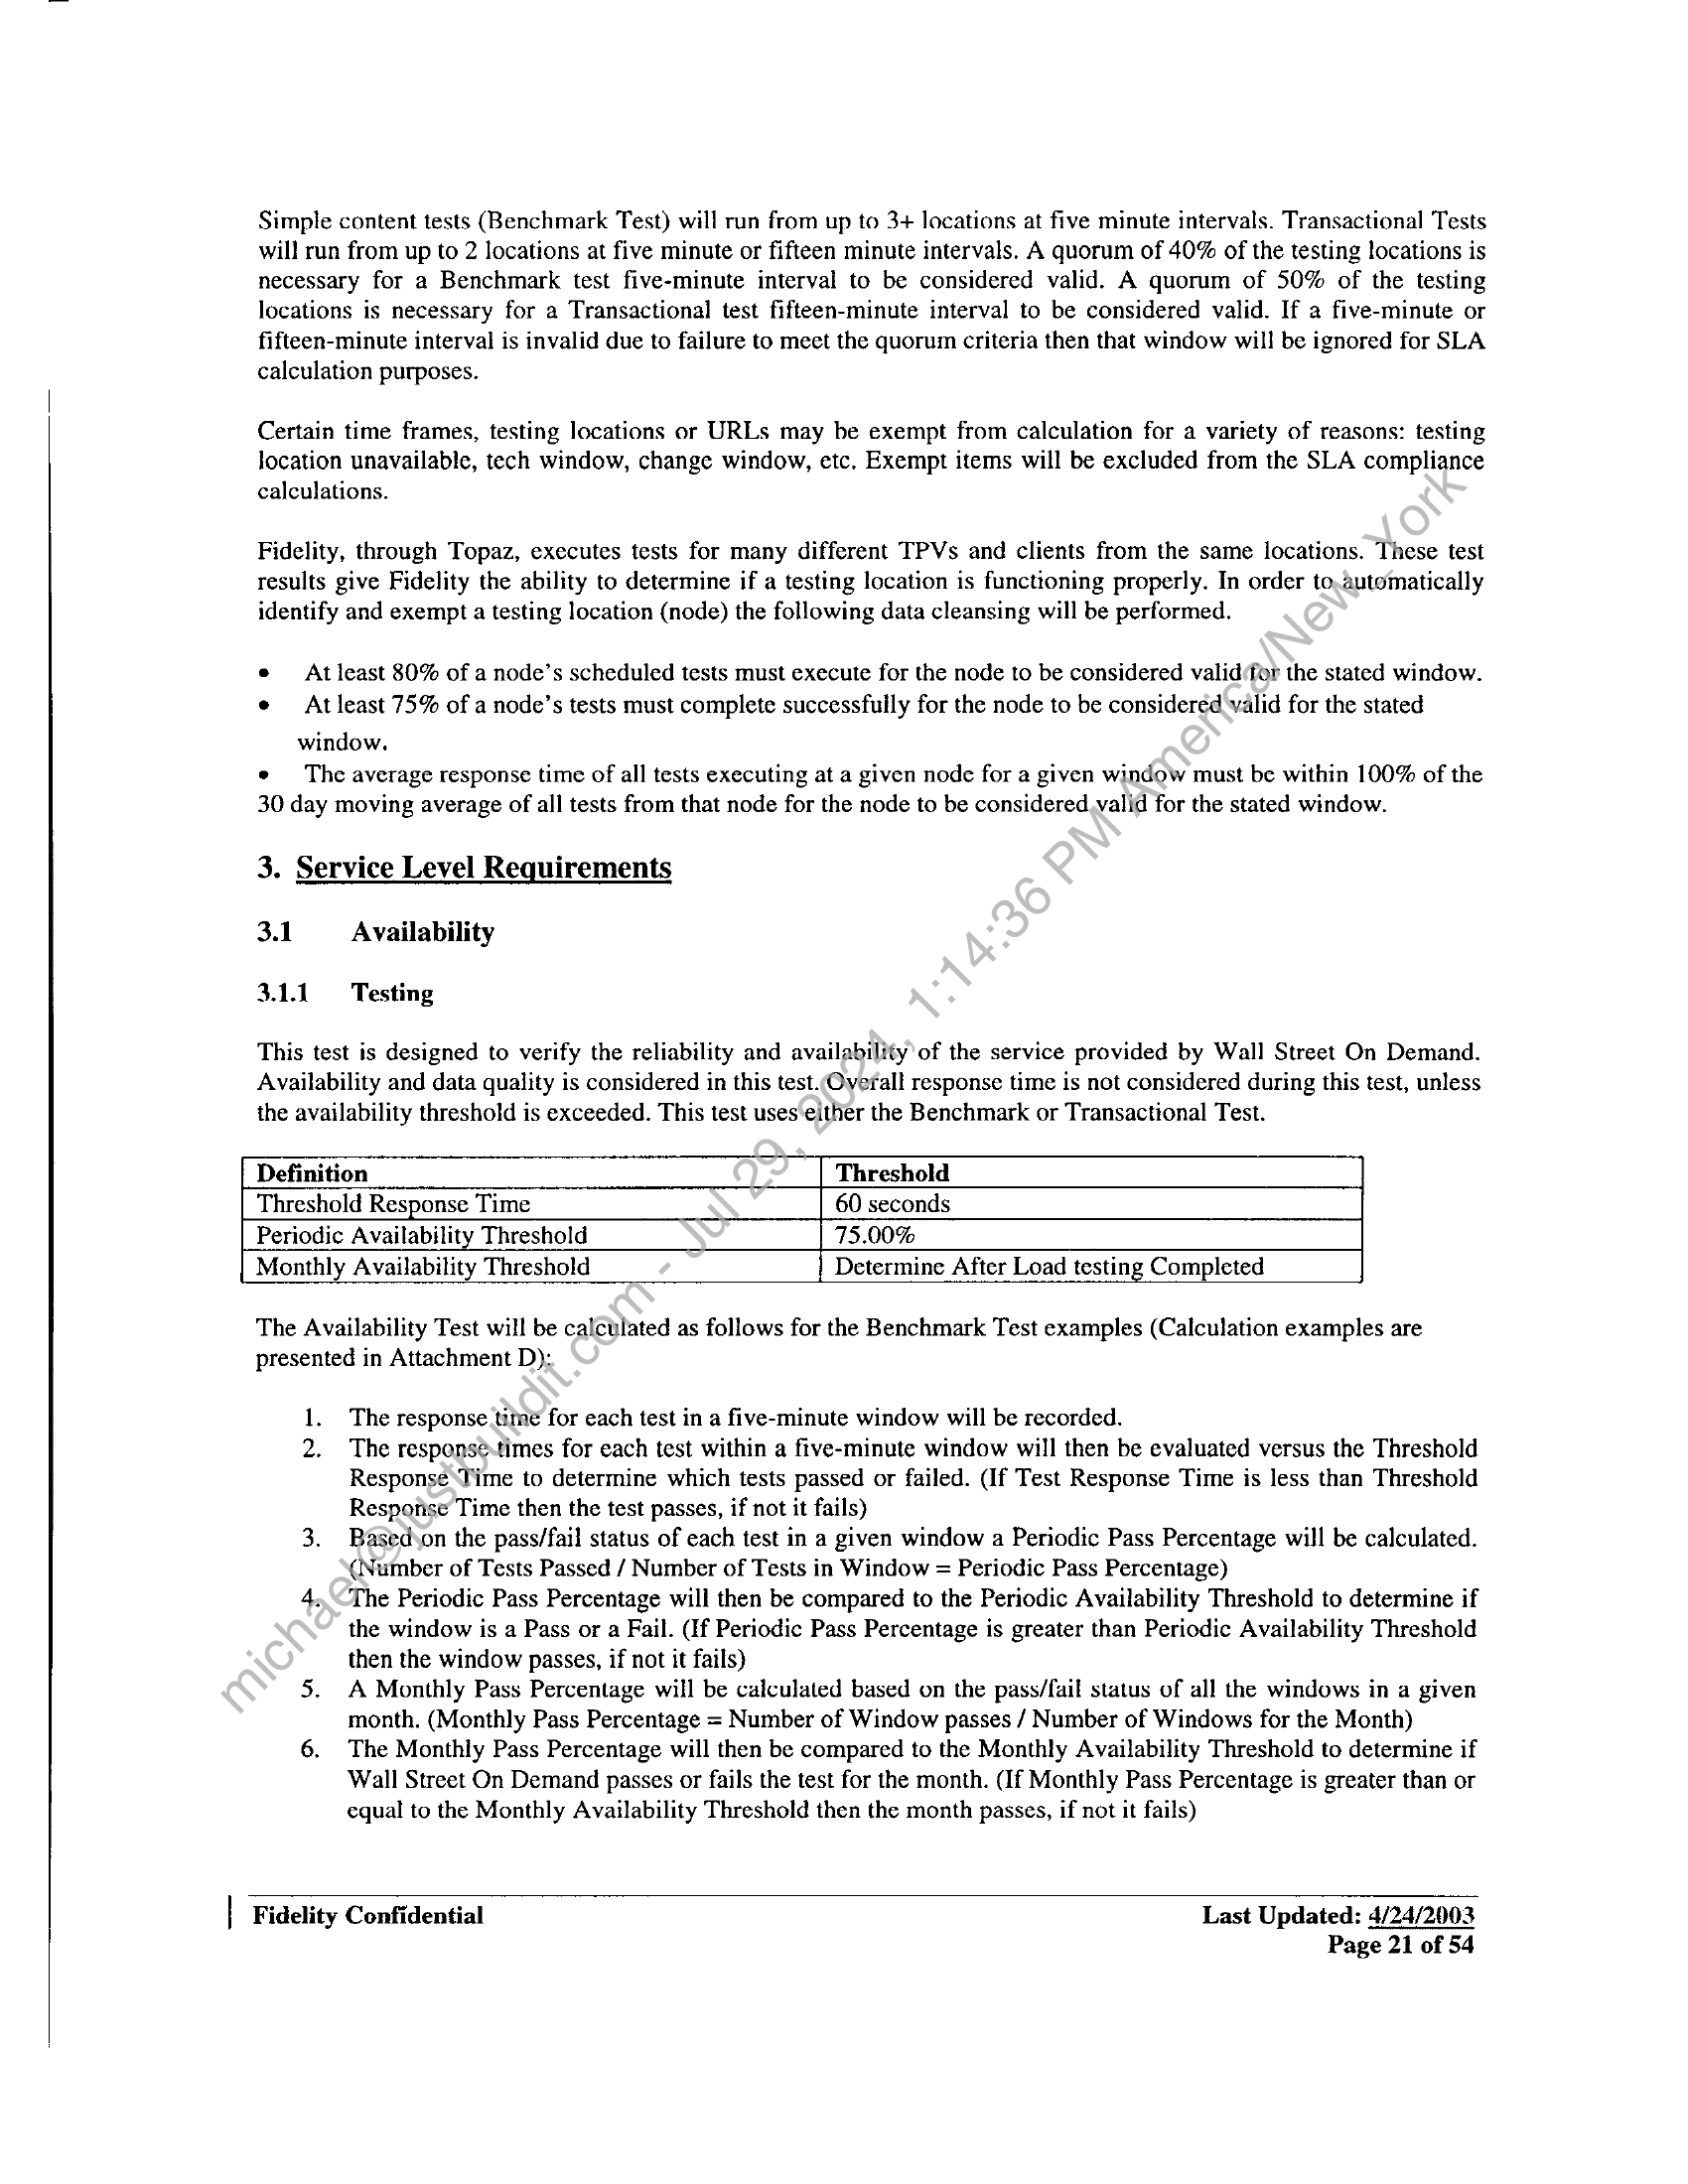 Simple content tests (Benchmark Test) will run from up to 3+ locations at five minute intervals. Transactional Tests
will run from up to 2 locations at five minute or fifteen minute intervals. A quorum of 40% of the testing locations is
necessary for a Benchmark test five-minute interval to be considered valid. A quorum of 50% of the testing
locations is necessary for a Transactional test fifteen-minute interval to be considered valid. If a five-minute or
fifteen-minute interval is invalid due to failure to meet the quorum criteria then that window will be ignored for SLA
calculation purposes.
Certain time frames, testing locations or URLs may be exempt from calculation for a variety of reasons: testing
location unavailable, tech window, change window, etc. Exempt items will be excluded from the SLA compliance
calculations.
Fidelity, through Topaz, executes tests for many different TPVs and clients from the same locations. These test
results give Fidelity the ability to determine if a testing location is functioning properly. In order to automatically
identify and exempt a testing location (node) the following data cleansing will be performed.
• At least 80% of a node's scheduled tests must execute for the node to be considered valid for the stated window.
• At least 75% of a node's tests must complete successfully for the node to be considered valid for the stated
window.
• The average response time of all tests executing at a given node for a given window must be within 100% of the
30 day moving average of all tests from that node for the node to be considered valid for the stated window.
3. Service Level Requirements
3.1 Availability
3.1.1 Testing
This test is designed to verify the reliability and availability of the service provided by Wall Street On Demand.
Availability and data quality is considered in this test. Overall response time is not considered during this test, unless
the availability threshold is exceeded. This test uses either the Benchmark or Transactional Test.
Definition Threshold
Threshold Response Time 60 seconds
Periodic Availability Threshold 75.00%
Monthly Availability Threshold Determine After Load testing Completed
The Availability Test will be calculated as follows for the Benchmark Test examples (Calculation examples are
presented in Attachment D):
1. The response time for each test in a five-minute window will be recorded.
2. The response times for each test within a five-minute window will then be evaluated versus the Threshold
Response Time to determine which tests passed or failed. (If Test Response Time is less than Threshold
Response Time then the test passes, if not it fails)
3. Based on the pass/fail status of each test in a given window a Periodic Pass Percentage will be calculated.
(Number of Tests Passed / Number of Tests in Window = Periodic Pass Percentage)
4. The Periodic Pass Percentage will then be compared to the Periodic Availability Threshold to determine if
the window is a Pass or a Fail. (If Periodic Pass Percentage is greater than Periodic Availability Threshold
then the window passes, if not it fails)
5. A Monthly Pass Percentage will be calculated based on the pass/fail status of all the windows in a given
month. (Monthly Pass Percentage = Number of Window passes / Number of Windows for the Month)
6. The Monthly Pass Percentage will then be compared to the Monthly Availability Threshold to determine if
Wall Street On Demand passes or fails the test for the month. (If Monthly Pass Percentage is greater than or
equal to the Monthly Availability Threshold then the month passes, if not it fails)
Fidelity Confidential Last Updated: 4/24/2003
Page 21 of 54
michael@justbuildit.com - Jul 29, 2024, 1:14:36 PM America/New_York